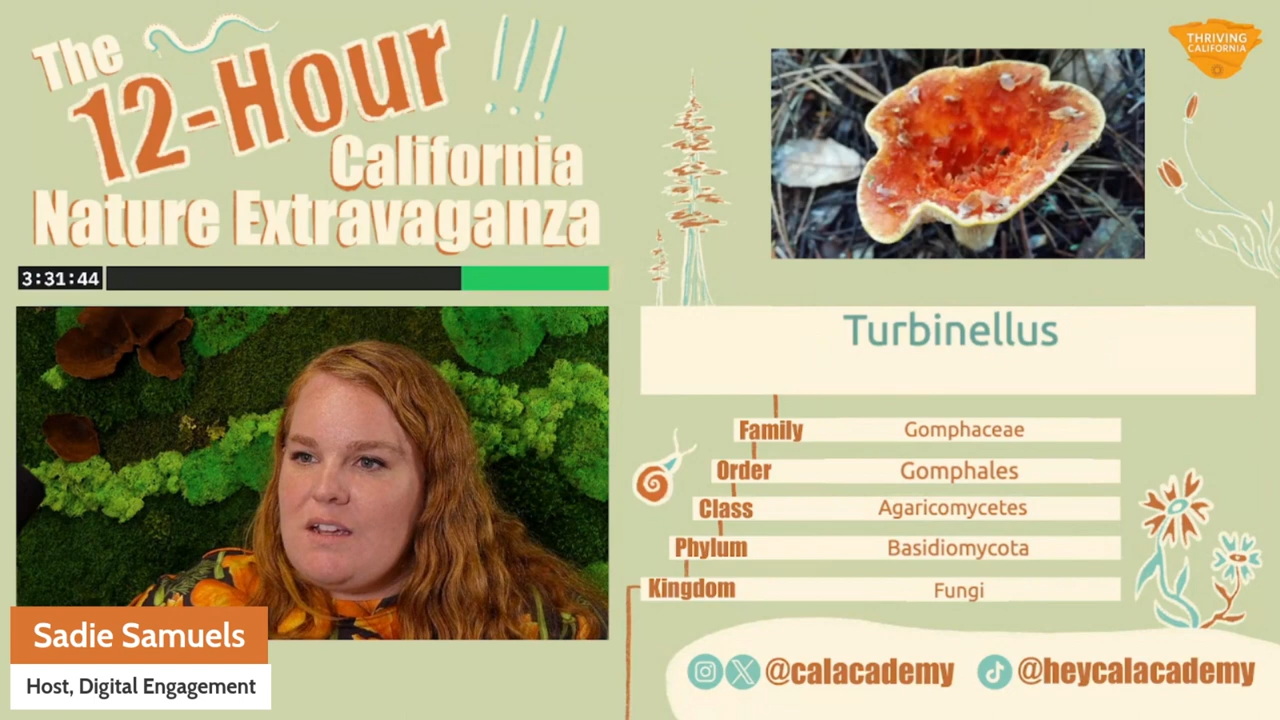 The
12-Hour
!!!
California
Nature Extravaganza
3:31:44
Sadie Samuels
Host, Digital Engagement
THRIVING
CALIFORNIA
Turbinellus
Family Gomphaceae
Order Gomphales
Class Agaricomycetes
Phylum Basidiomycota
Kingdom Fungi
@calacademy @heycalacademy